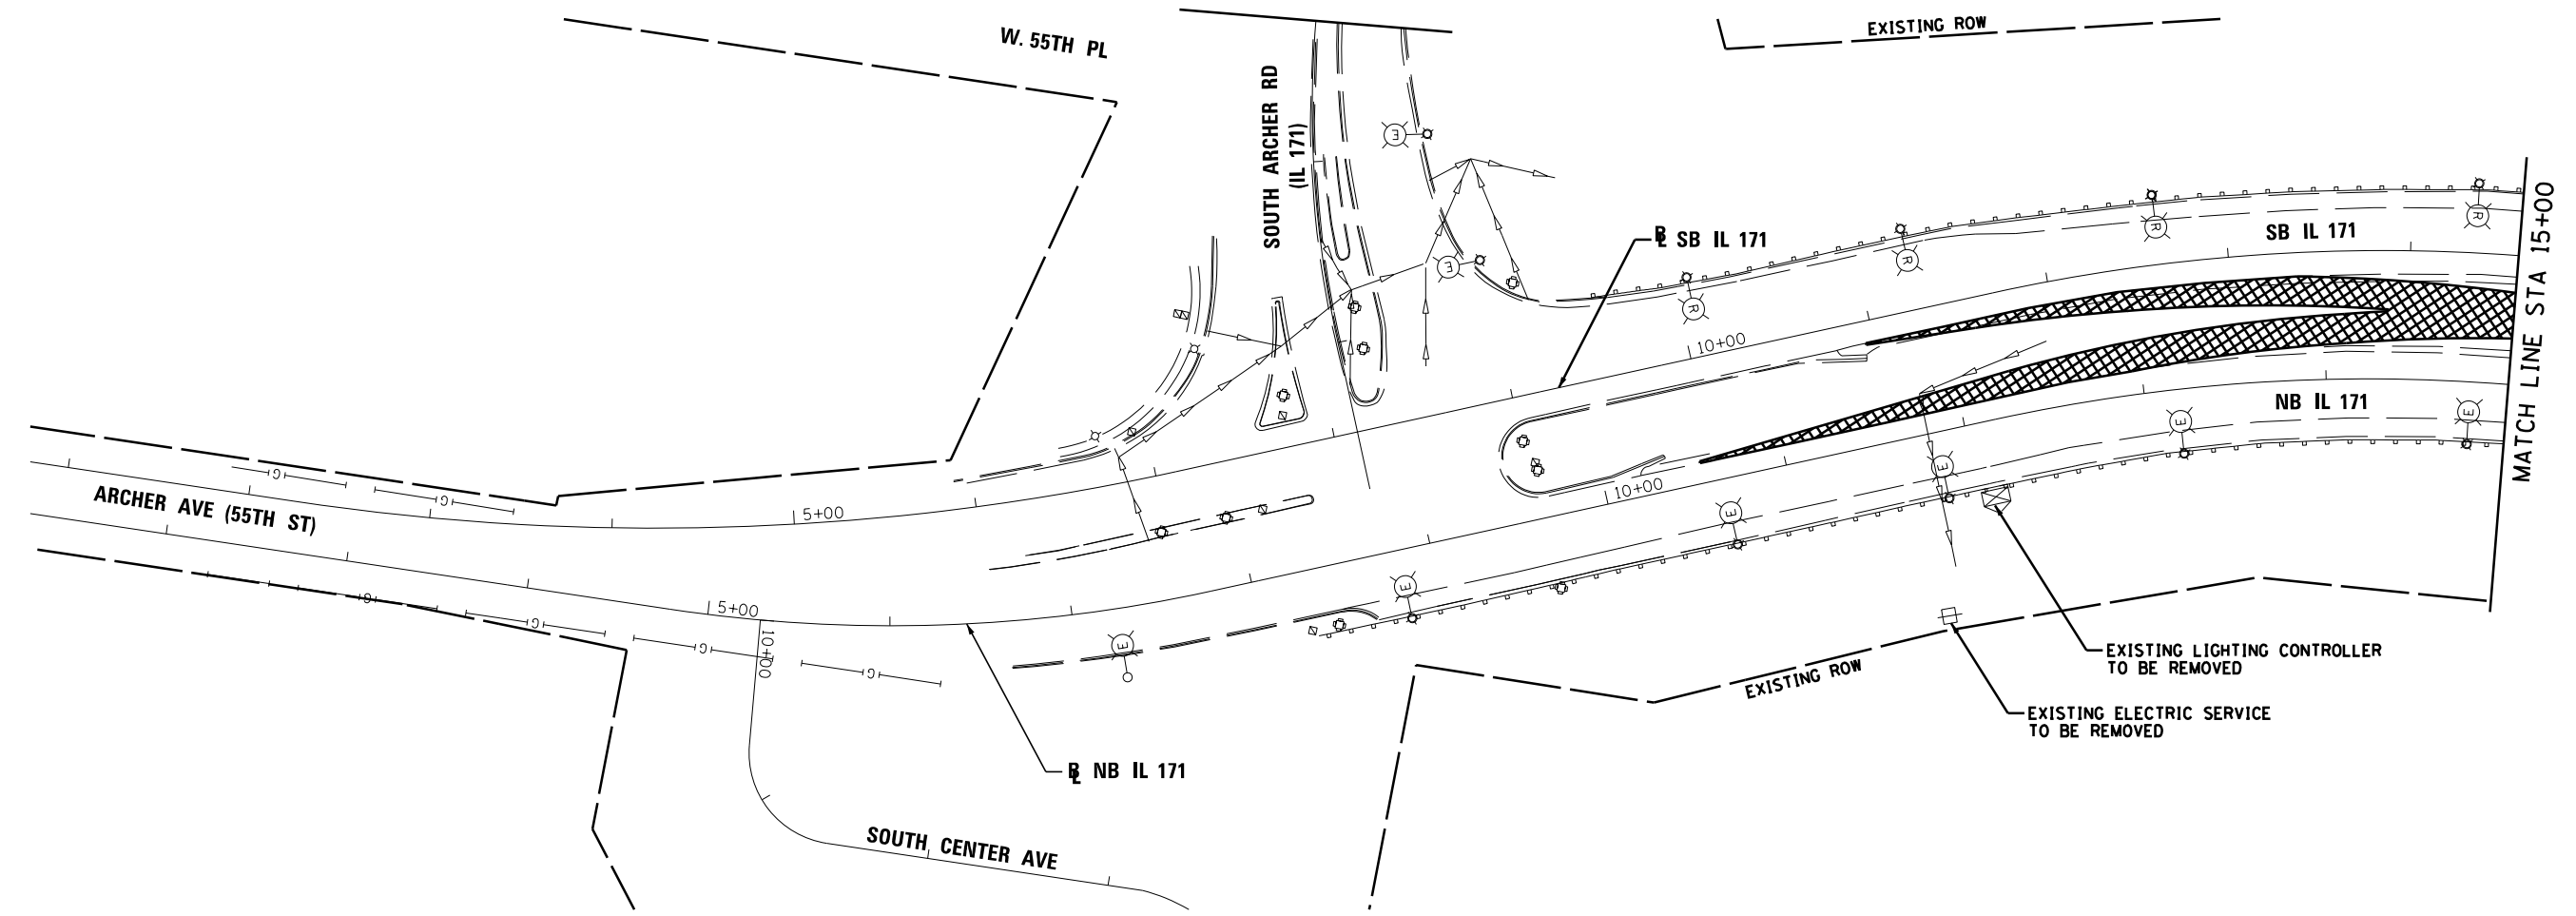 W. 55TH PL
EXISTING ROW
SOUTH ARCHER RD
(IL 171)
E
E
R
R
R
R
BL SB IL 171
SB IL 171
MATCH LINE STA 15+00
10+00
NB IL 171
E
E
E
E
E
E
10+00
G
G
ARCHER AVE (55TH ST)
5+00
5+00
10+00
G
G
G
G
EXISTING LIGHTING CONTROLLER
TO BE REMOVED
EXISTING ROW
EXISTING ELECTRIC SERVICE
TO BE REMOVED
BL NB IL 171
SOUTH CENTER AVE